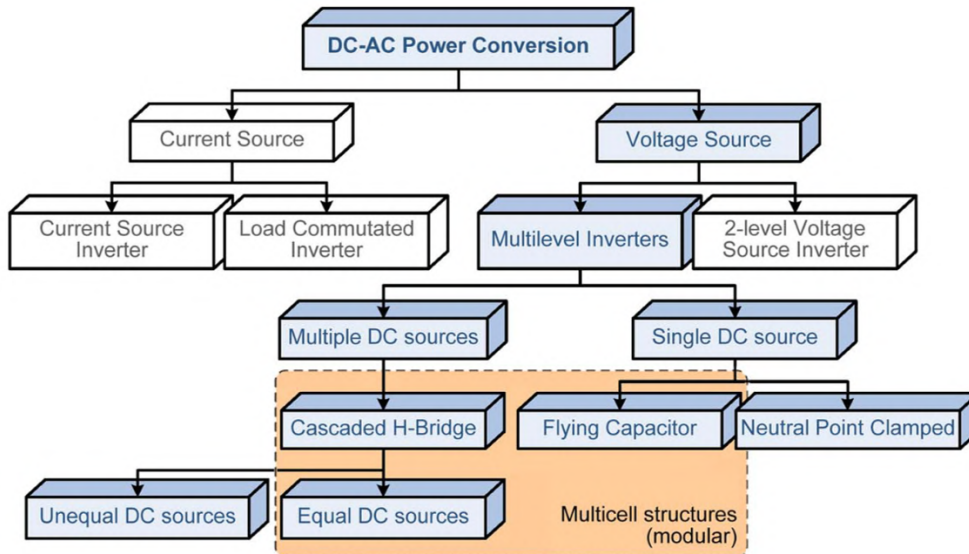 DC-AC Power Conversion
Current Source
Voltage Source
Current Source
Inverter
Load Commutated
Inverter
Multilevel Inverters
2-level Voltage
Source Inverter
Multiple DC sources
Single DC source
Cascaded H-Bridge
Flying Capacitor
Neutral Point Clamped
Unequal DC sources
Equal DC sources
Multicell structures
(modular)